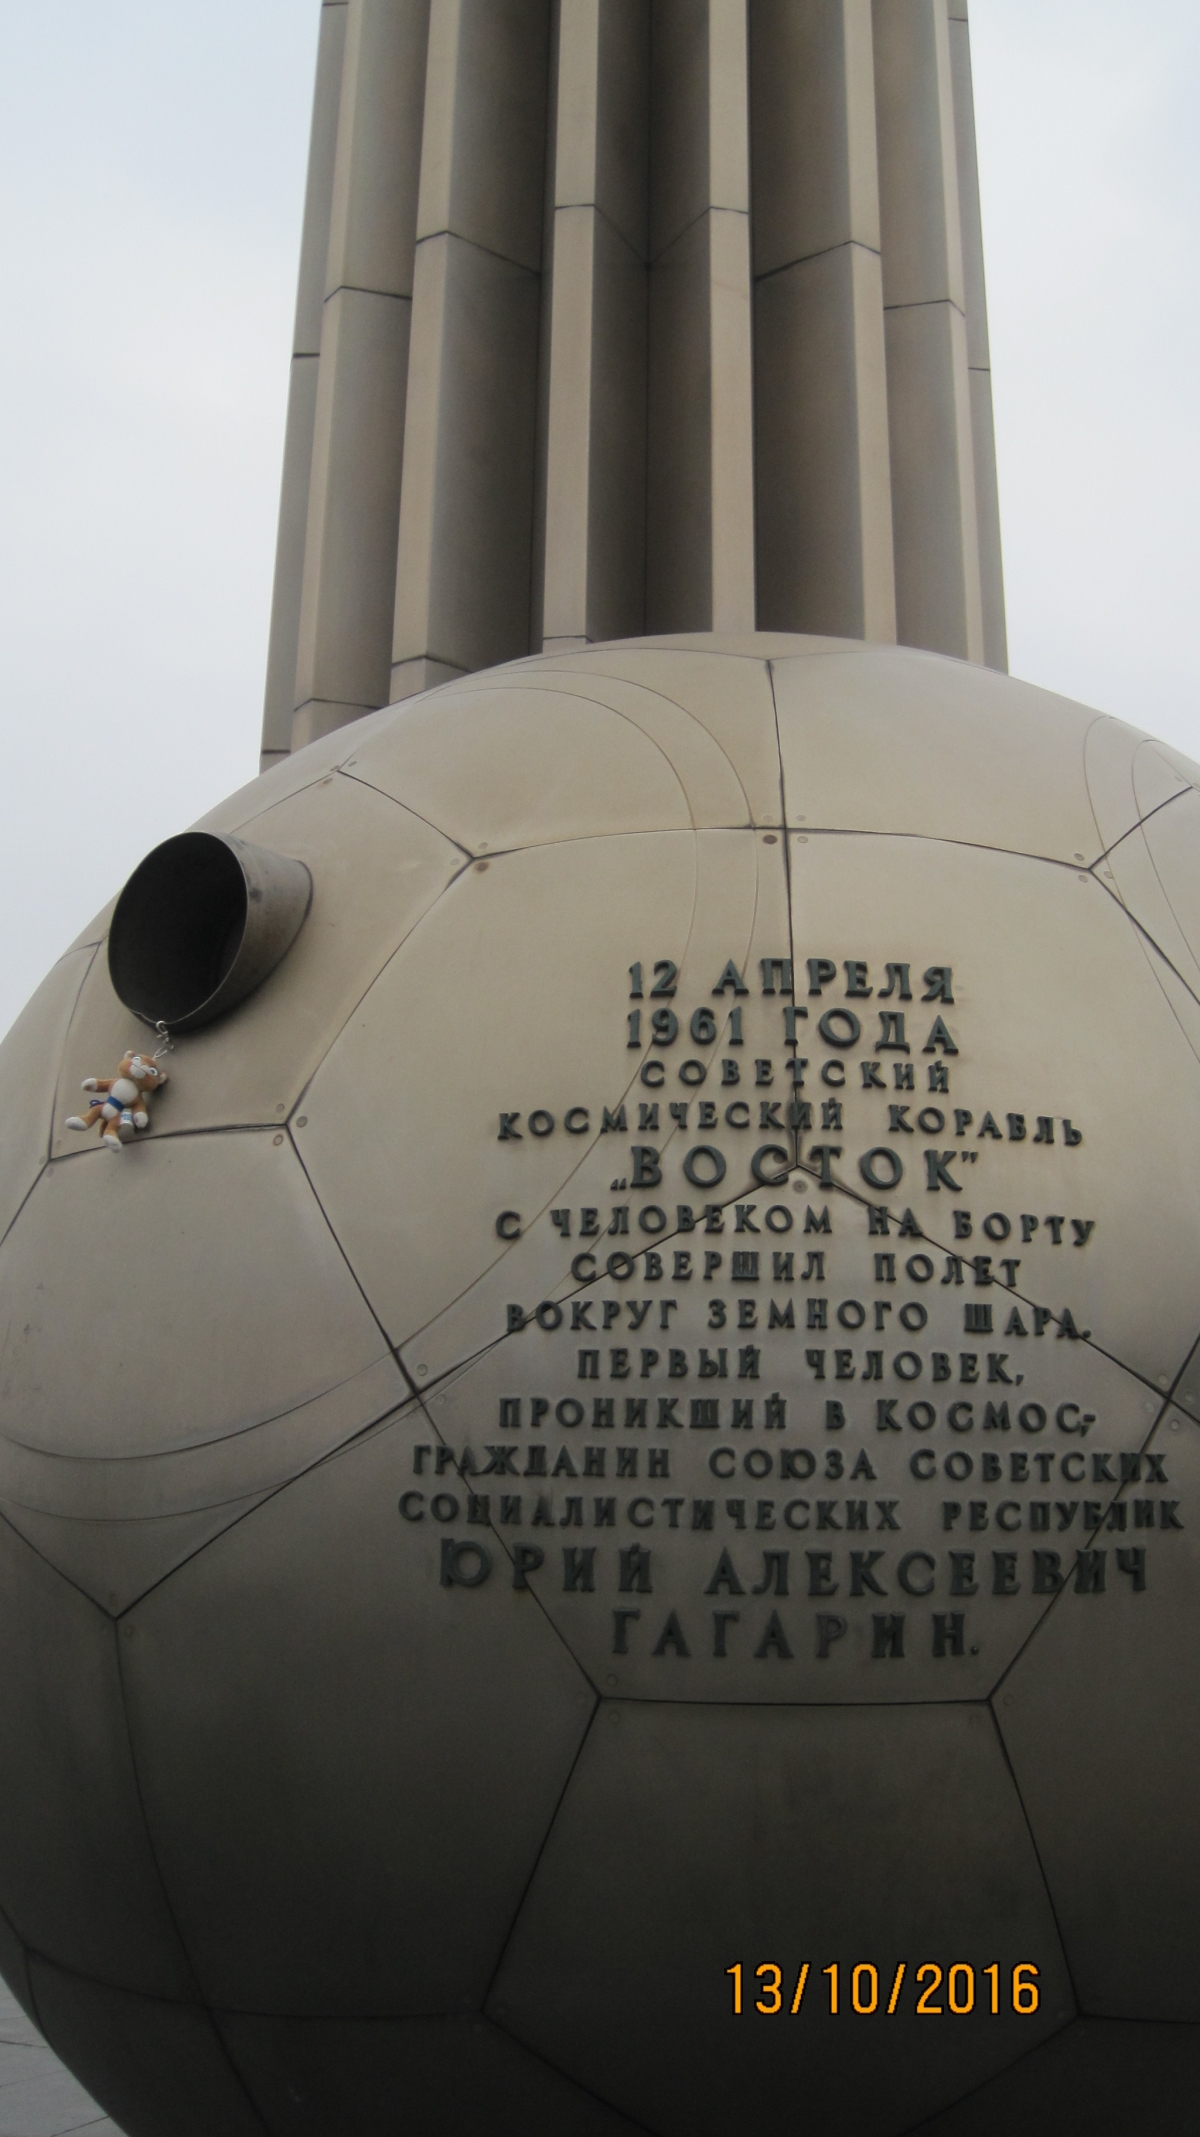 12 АПРЕЛЯ
1961 ГОДА
СОВЕТСКИЙ
КОСМИЧЕСКИЙ КОРАБЛЬ
„ВОСТОК”
С ЧЕЛОВЕКОМ НА БОРТУ
СОВЕРШИЛ ПОЛЕТ
ВОКРУГ ЗЕМНОГО ШАРА.
ПЕРВЫЙ ЧЕЛОВЕК,
ПРОНИКШИЙ В КОСМОС,-
ГРАЖДАНИН СОЮЗА СОВЕТСКИХ
СОЦИАЛИСТИЧЕСКИХ РЕСПУБЛИК
ЮРИЙ АЛЕКСЕЕВИЧ
ГАГАРИН.
13/10/2016